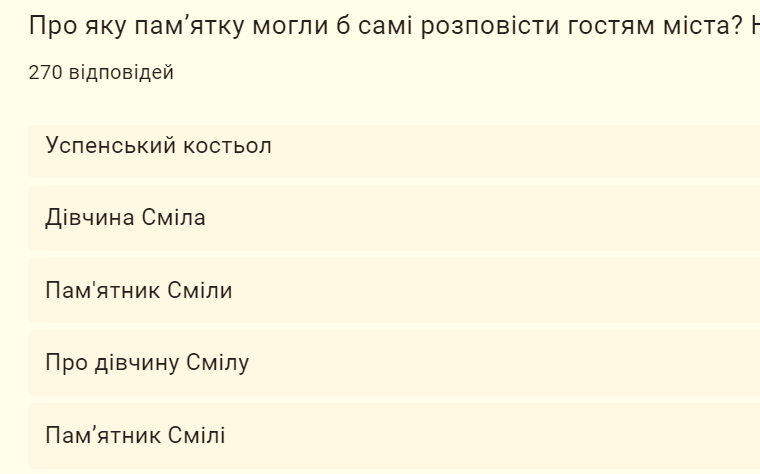 Про яку пам’ятку могли б самі розповісти гостям міста?
270 відповідей
Успенський костьол
Дівчина Сміла
Пам'ятник Сміли
Про дівчину Смілу
Пам’ятник Смілі